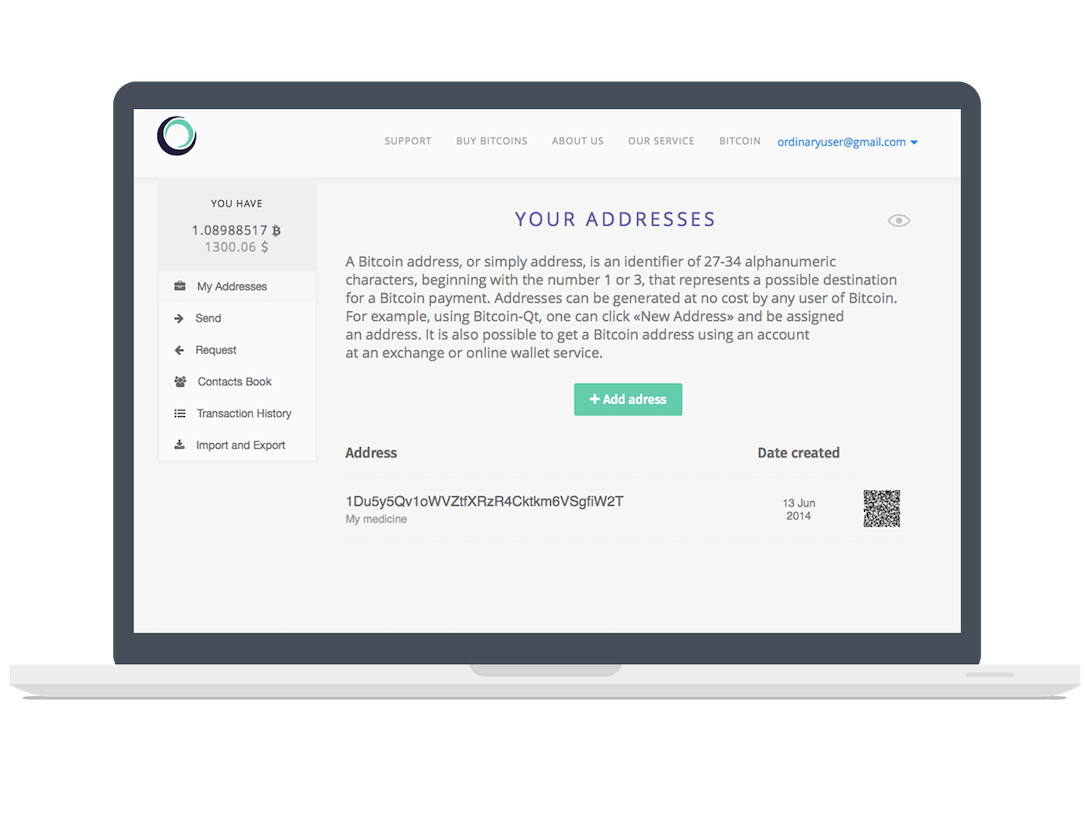 SUPPORT BUY BITCOINS ABOUT US OUR SERVICE BITCOIN ordinaryuser@gmail.com
YOU HAVE
1.08988517 ₿
1300.06 $
My Addresses
Send
Request
Contacts Book
Transaction History
Import and Export
YOUR ADDRESSES
A Bitcoin address, or simply address, is an identifier of 27-34 alphanumeric
characters, beginning with the number 1 or 3, that represents a possible destination
for a Bitcoin payment. Addresses can be generated at no cost by any user of Bitcoin.
For example, using Bitcoin-Qt, one can click «New Address» and be assigned
an address. It is also possible to get a Bitcoin address using an account
at an exchange or online wallet service.
+ Add adress
Address Date created
1Du5y5Qv1oWVZtfXRzR4Cktkm6VSgfiW2T
My medicine
13 Jun
2014